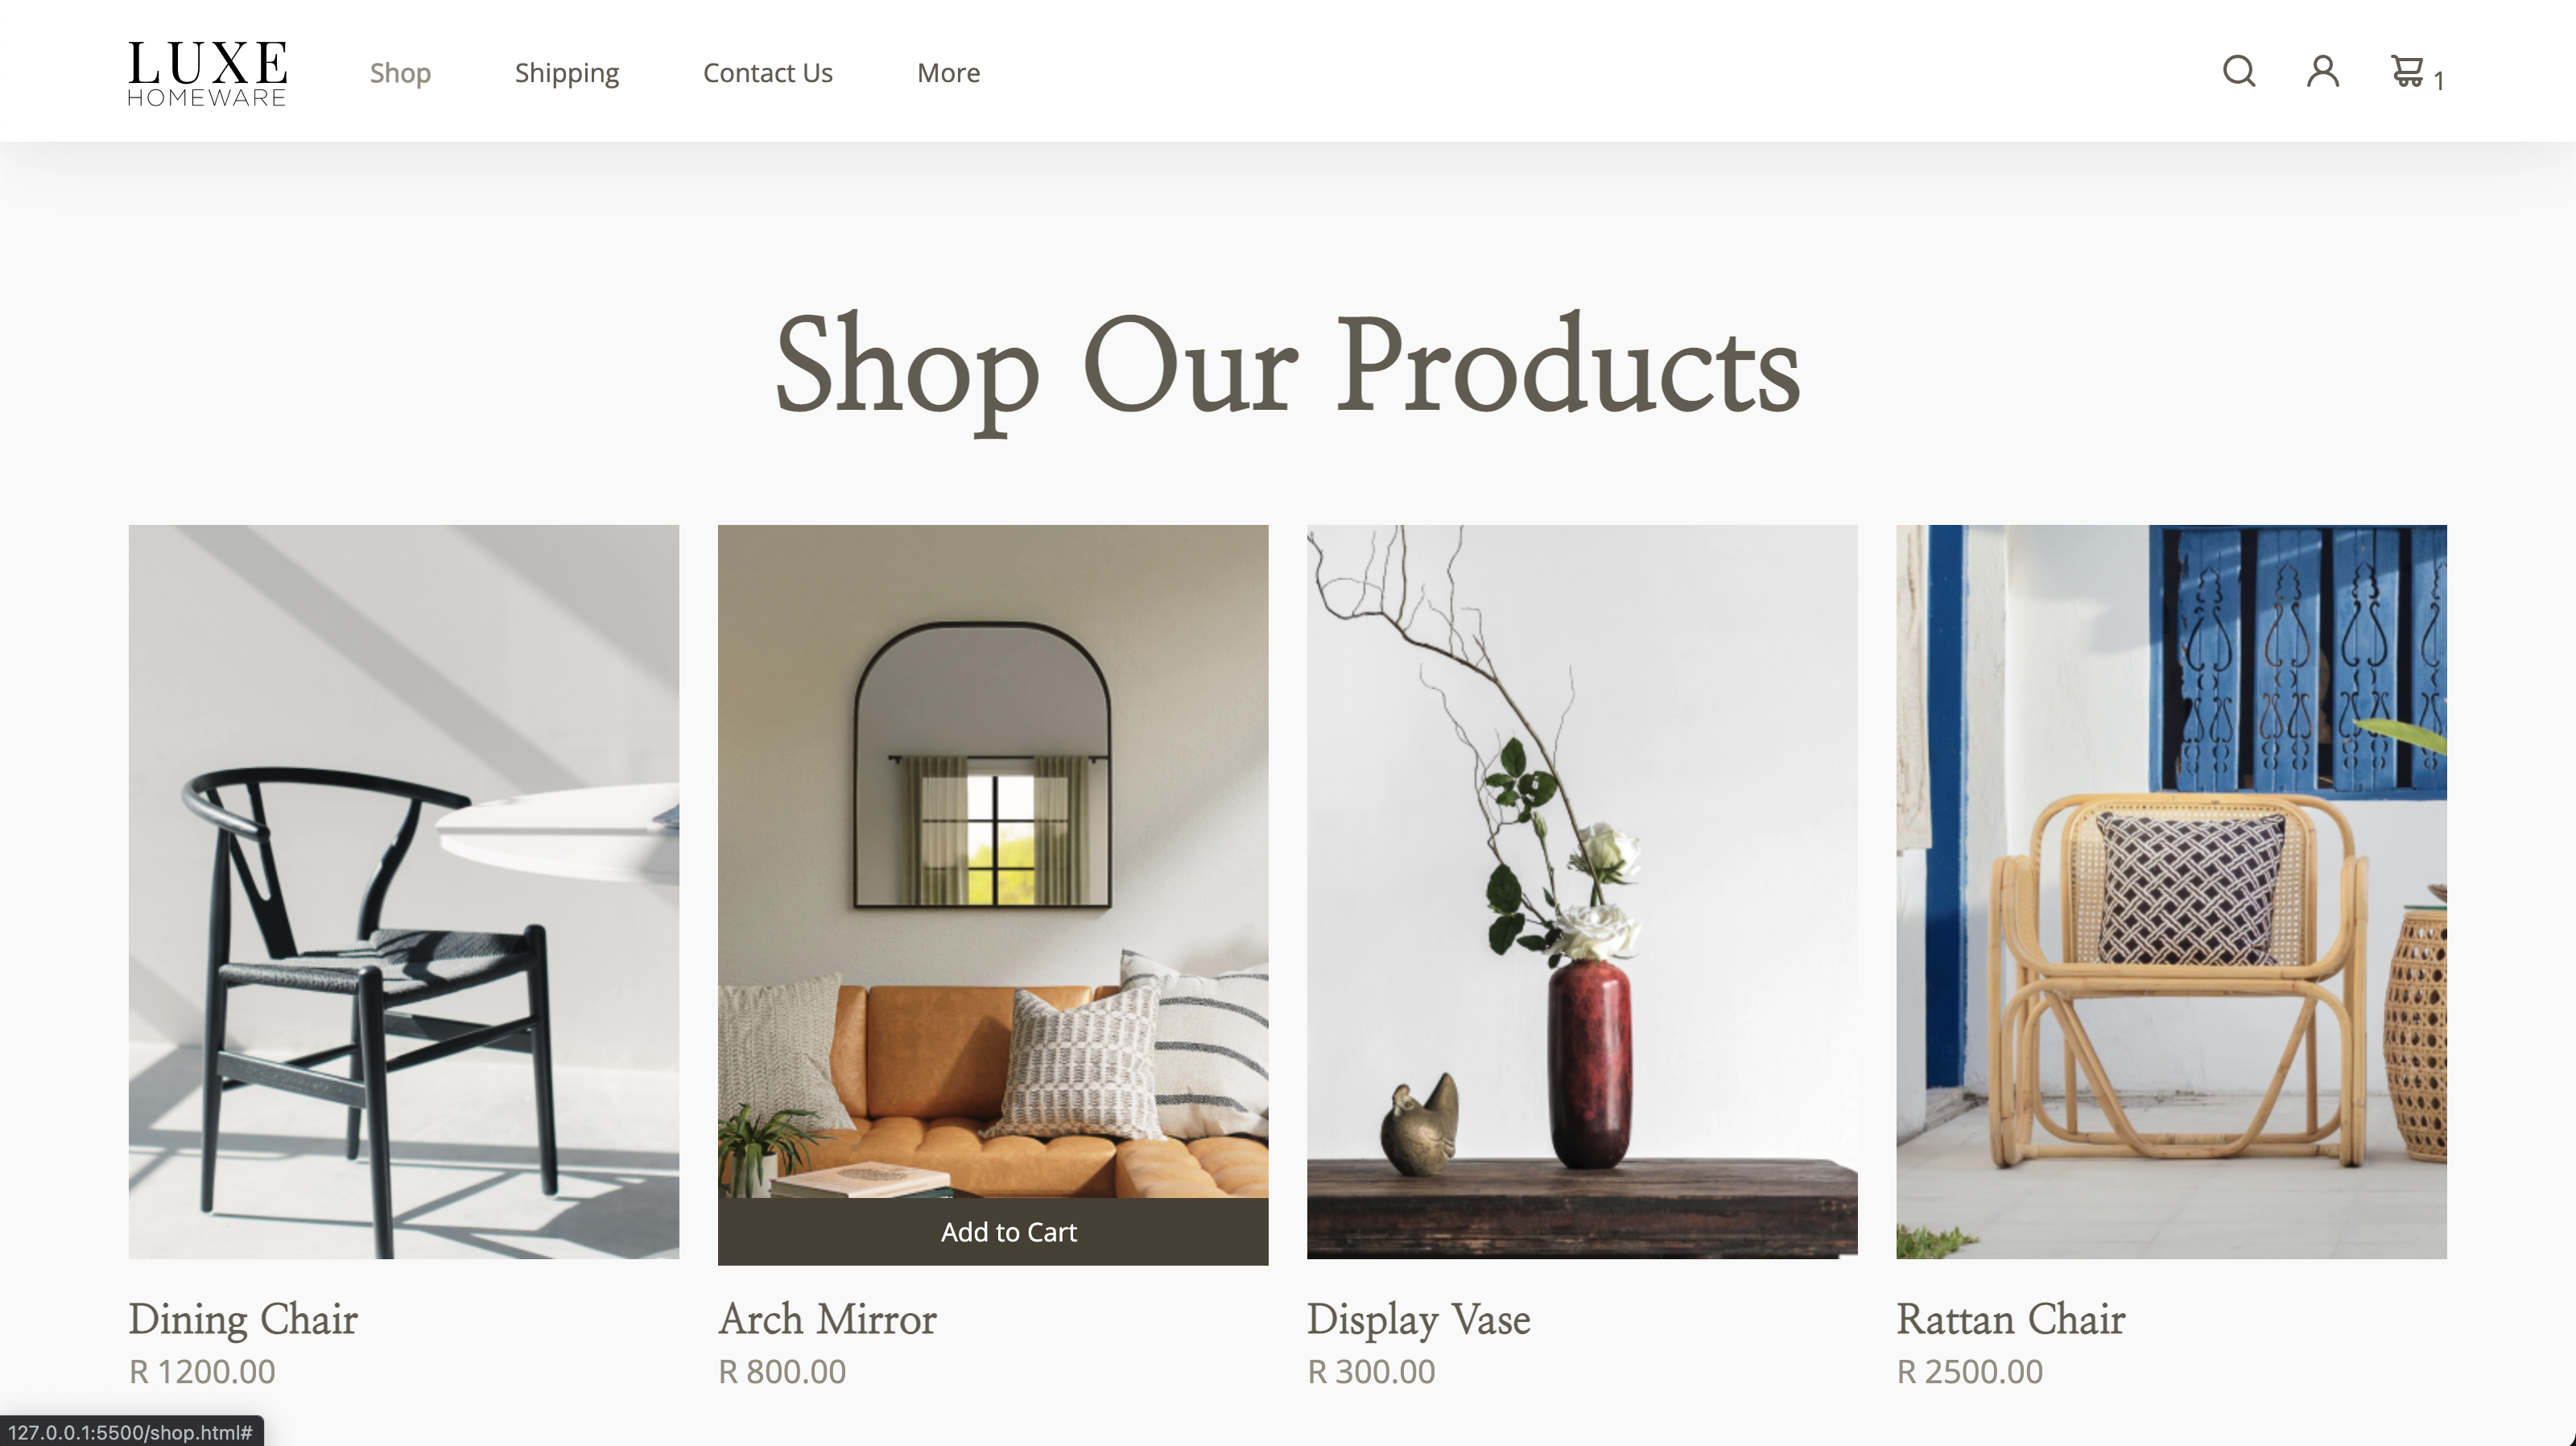 LUXE
HOMEWARE
Shop
Shipping
Contact Us
More
1
Shop Our Products
Add to Cart
Dining Chair
R 1200.00
Arch Mirror
R 800.00
Display Vase
R 300.00
Rattan Chair
R 2500.00
127.0.0.1:5500/shop.html#